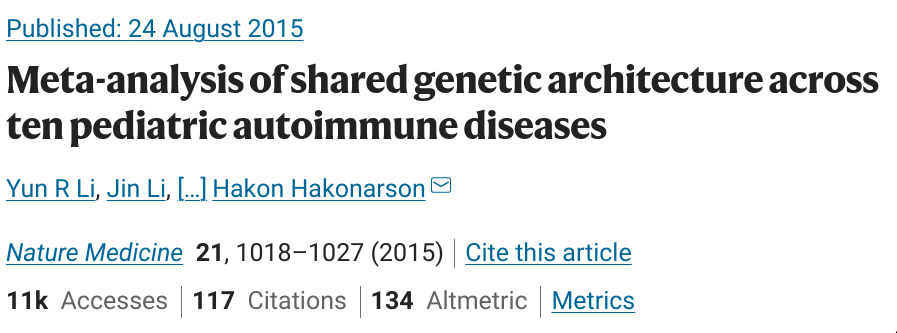 Published: 24 August 2015
Meta-analysis of shared genetic architecture across
ten pediatric autoimmune diseases
Yun R Li, Jin Li, [...] Hakon Hakonarson
Nature Medicine 21, 1018–1027 (2015) | Cite this article
11k Accesses | 117 Citations | 134 Altmetric | Metrics